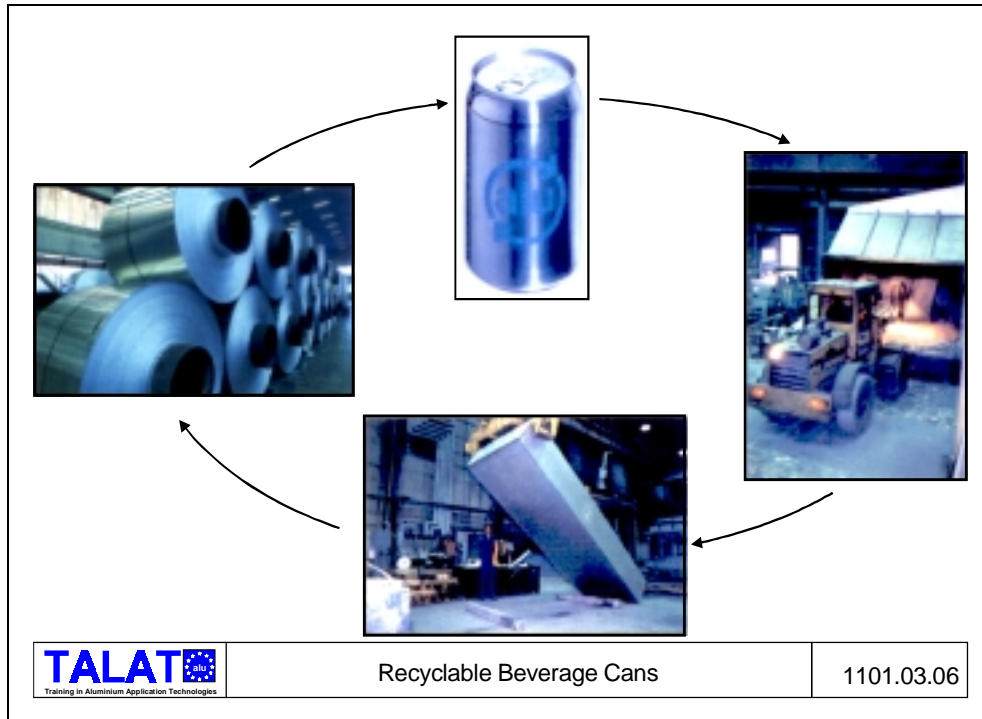 TALAT
alu
Training in Aluminium Application Technologies
Recyclable Beverage Cans
1101.03.06